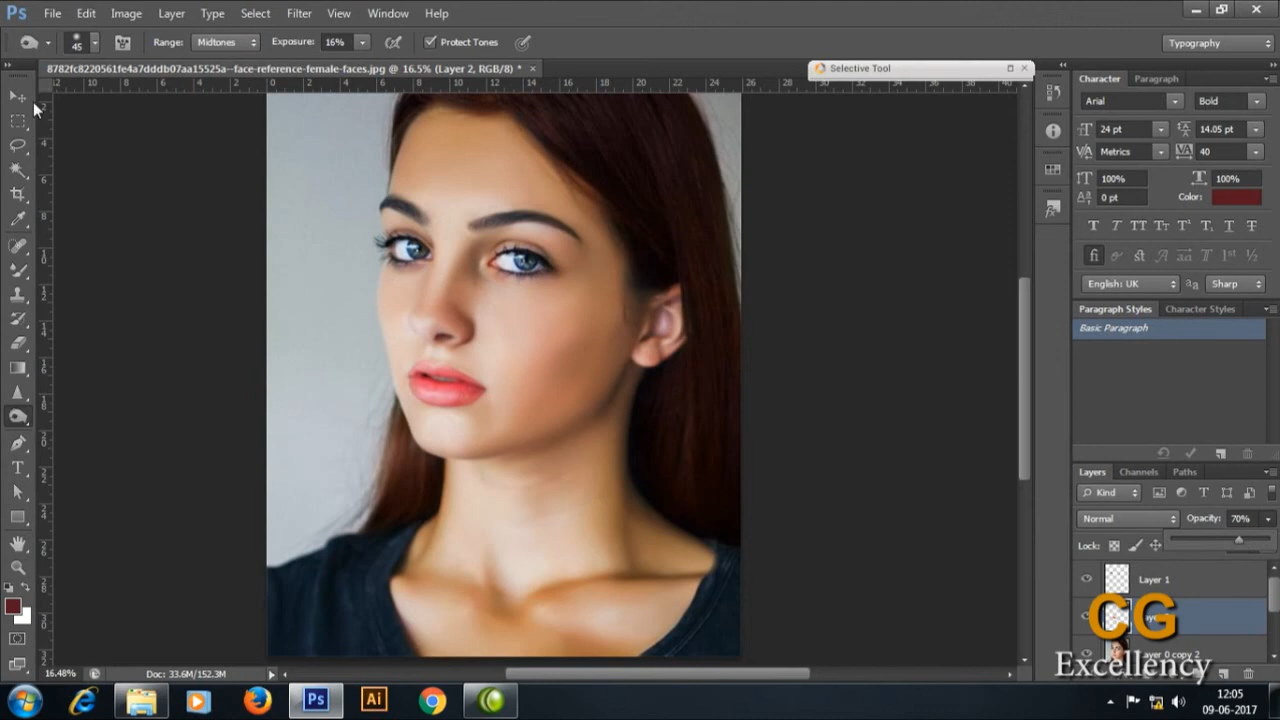 Ps File Edit Image Layer Type Select Filter View Window Help
45 Range: Midtones Exposure: 16% Protect Tones Typography
8782fc8220561fe4a7dddb07aa15525a--face-reference-female-faces.jpg @ 16.5% (Layer 2, RGB/8) *
Selective Tool
Character Paragraph
Arial Bold
24 pt 14.05 pt
Metrics 40
100% 100%
0 pt Color:
English: UK Sharp
Paragraph Styles Character Styles
Basic Paragraph
Layers Channels Paths
Kind
Normal Opacity: 70%
Lock:
Layer 1
Layer 0 copy 2
CG
Excellency
16.48% Doc: 33.6M/152.3M
Ps Ai
12:05
09-06-2017